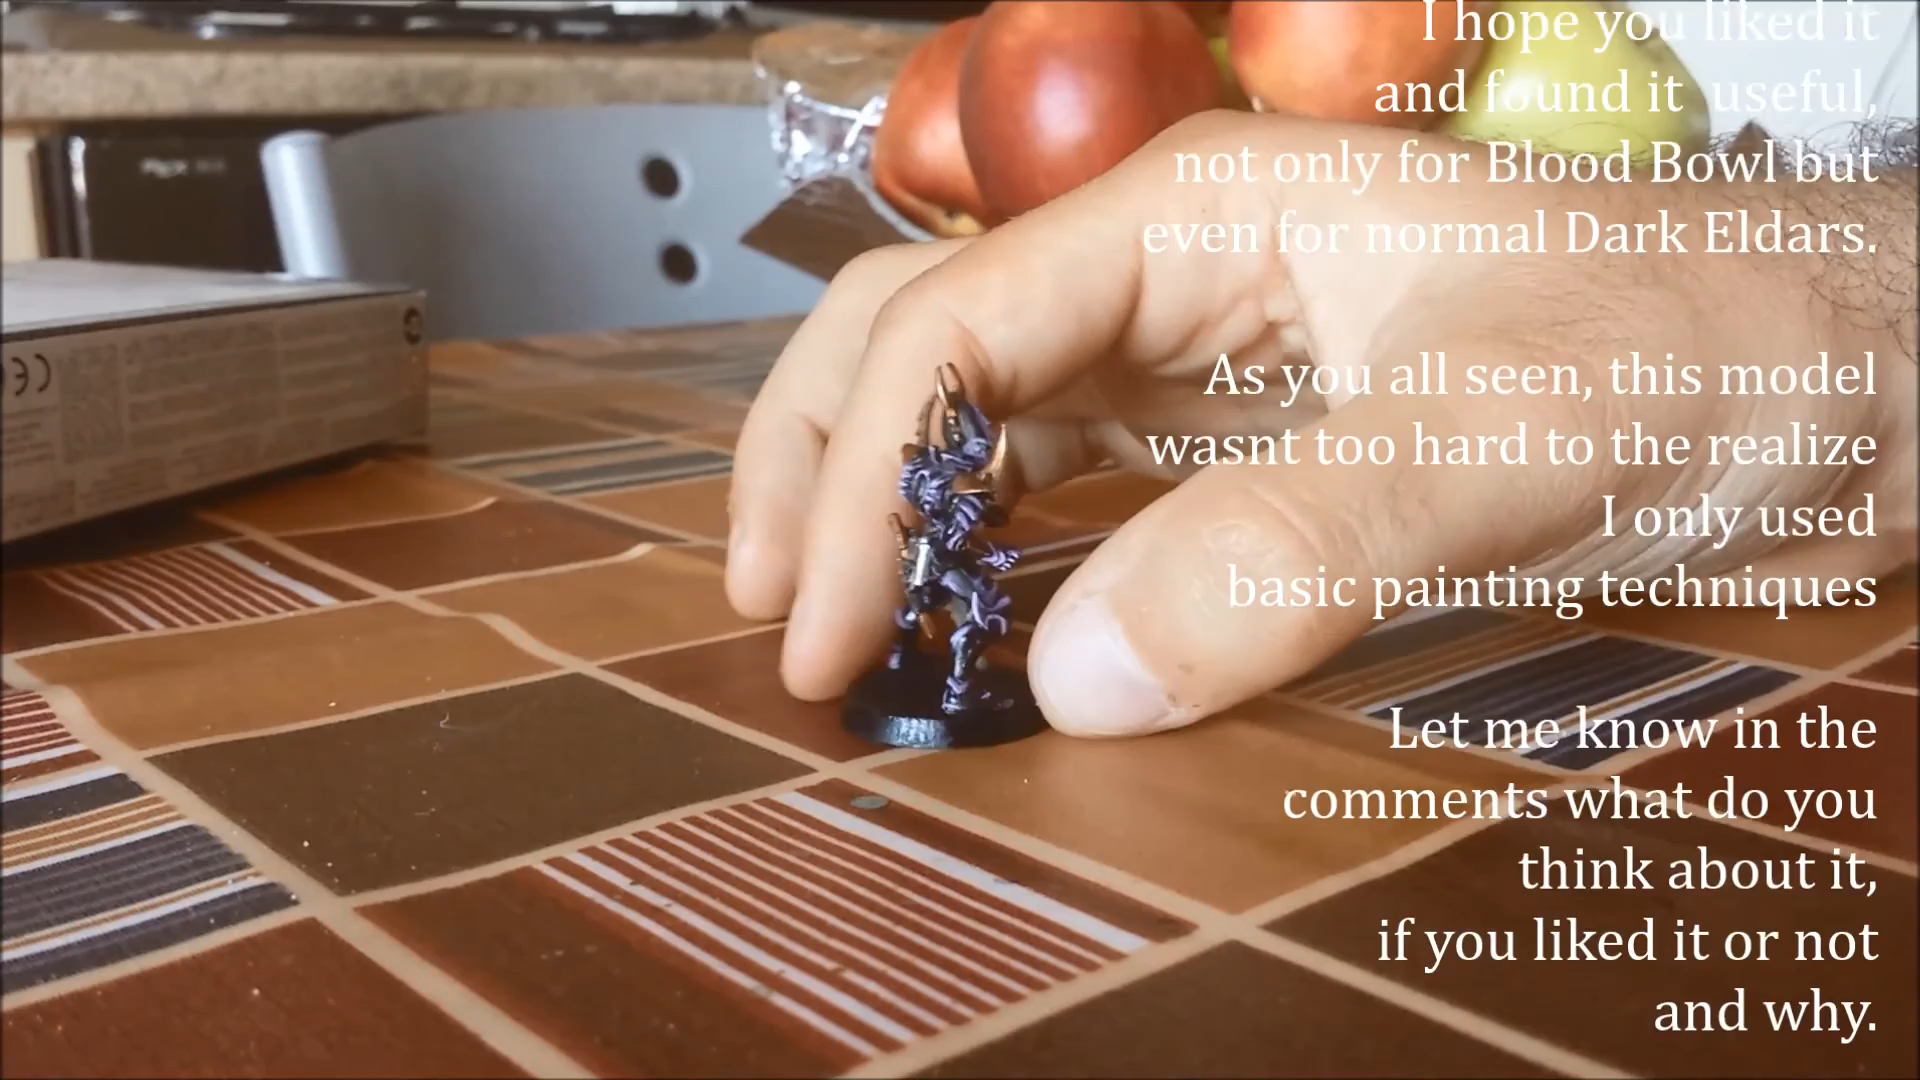 I hope you liked it
and found it useful,
not only for Blood Bowl but
even for normal Dark Eldars.
As you all seen, this model
wasnt too hard to the realize
I only used
basic painting techniques
Let me know in the
comments what do you
think about it,
if you liked it or not
and why.
CE